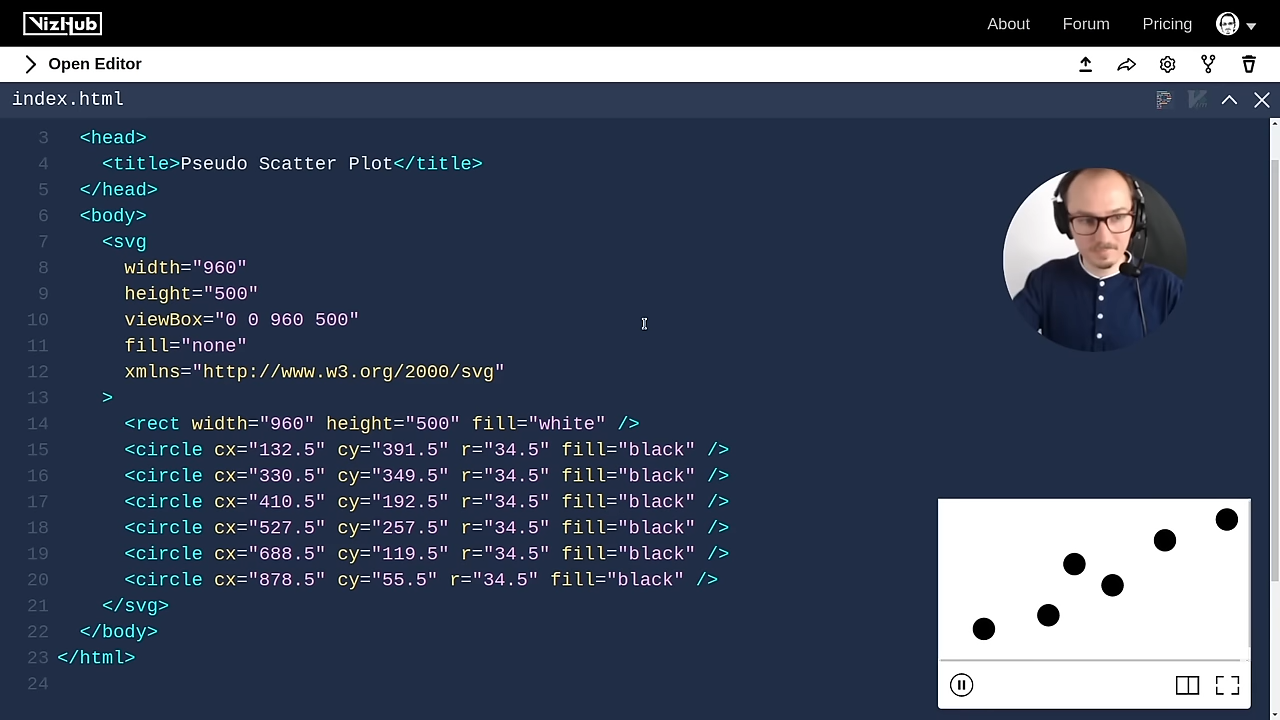 VizHub
About Forum Pricing
Open Editor
index.html
3 <head>
4 <title>Pseudo Scatter Plot</title>
5 </head>
6 <body>
7 <svg
8 width="960"
9 height="500"
10 viewBox="0 0 960 500"
11 fill="none"
12 xmlns="http://www.w3.org/2000/svg"
13 >
14 <rect width="960" height="500" fill="white" />
15 <circle cx="132.5" cy="391.5" r="34.5" fill="black" />
16 <circle cx="330.5" cy="349.5" r="34.5" fill="black" />
17 <circle cx="410.5" cy="192.5" r="34.5" fill="black" />
18 <circle cx="527.5" cy="257.5" r="34.5" fill="black" />
19 <circle cx="688.5" cy="119.5" r="34.5" fill="black" />
20 <circle cx="878.5" cy="55.5" r="34.5" fill="black" />
21 </svg>
22 </body>
23 </html>
24